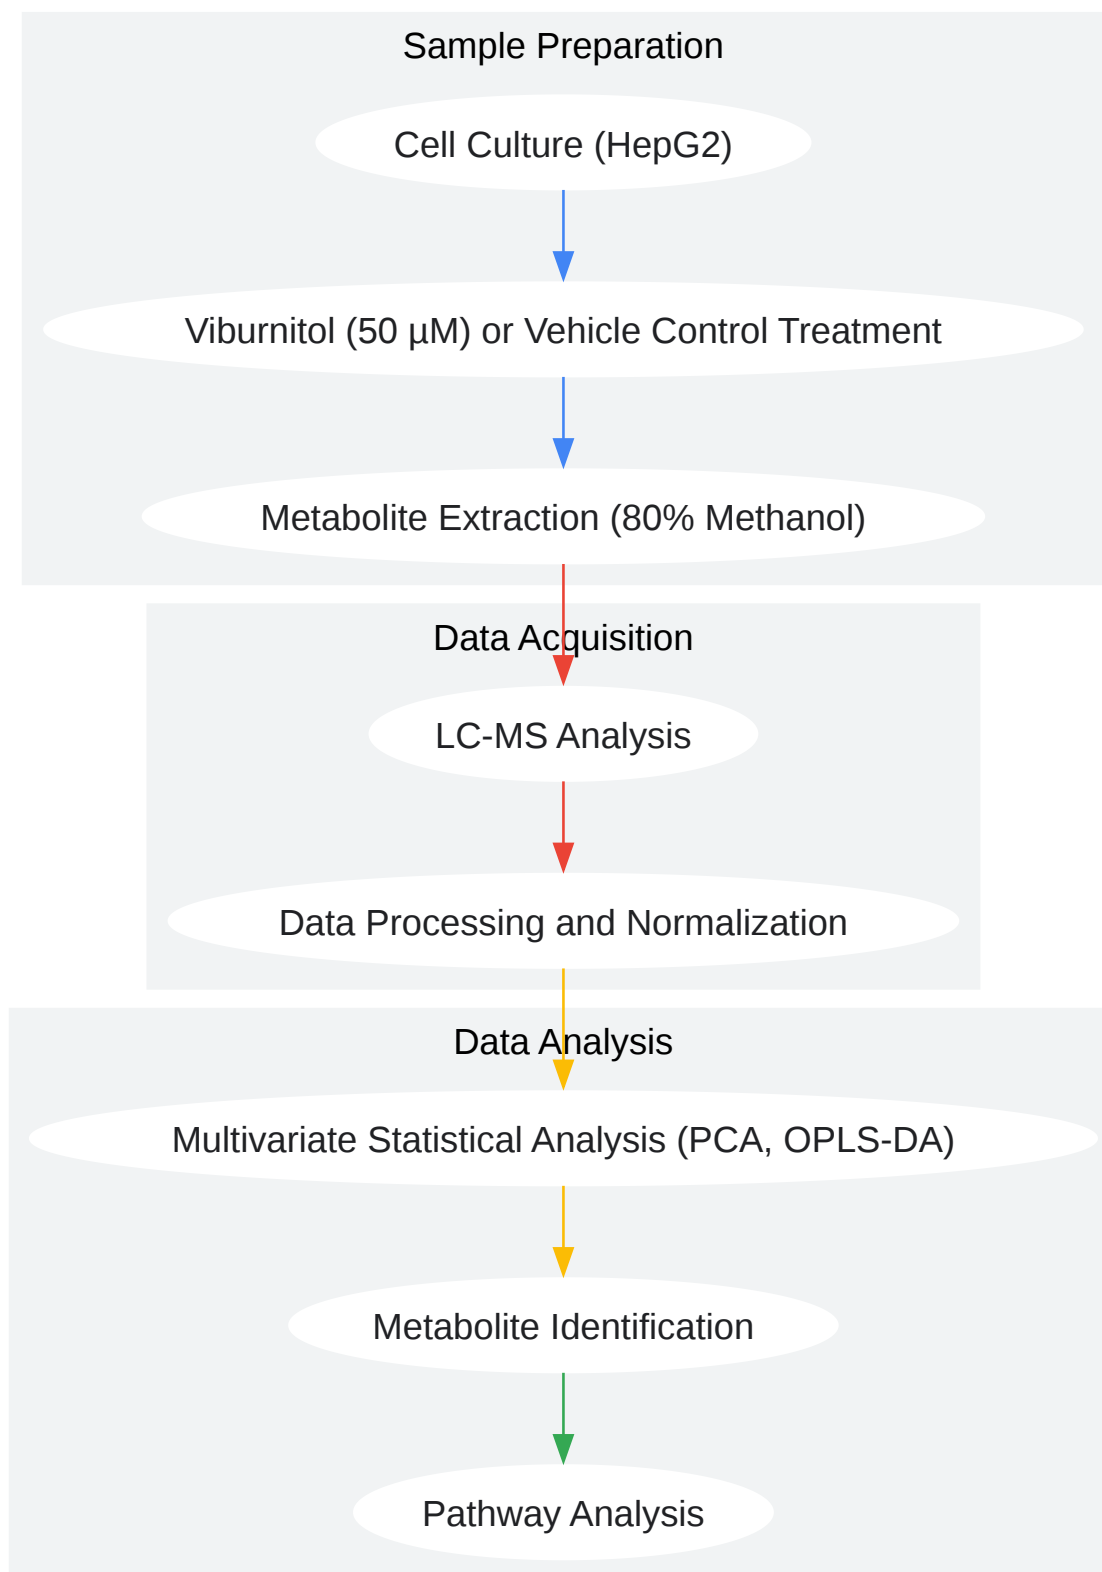 Sample Preparation
Cell Culture (HepG2)
Viburnitol (50 µM) or Vehicle Control Treatment
Metabolite Extraction (80% Methanol)
Data Acquisition
LC-MS Analysis
Data Processing and Normalization
Data Analysis
Multivariate Statistical Analysis (PCA, OPLS-DA)
Metabolite Identification
Pathway Analysis